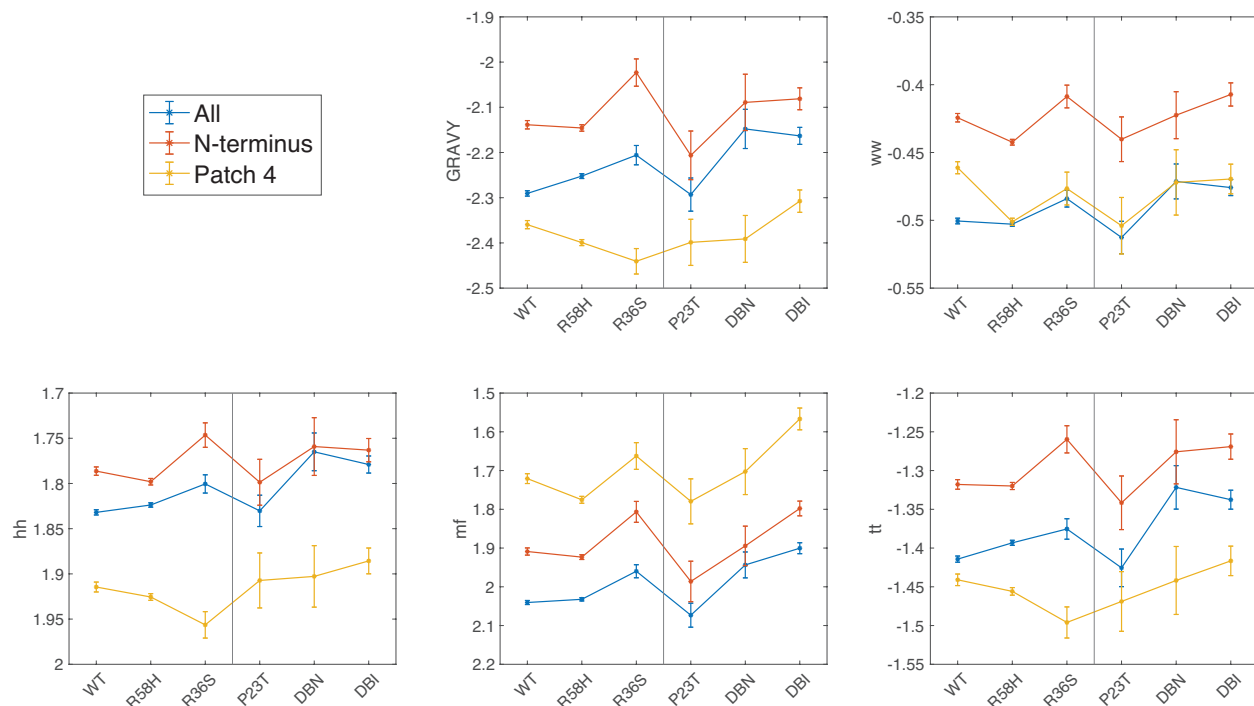 All
N-terminus
Patch 4
-1.9
-2
-2.1
-2.2
-2.3
-2.4
-2.5
GRAVY
WT
R58H
R36S
P23T
DBN
DBI
-0.35
-0.4
-0.45
-0.5
-0.55
ww
WT
R58H
R36S
P23T
DBN
DBI
1.7
1.75
1.8
1.85
1.9
1.95
2
hh
WT
R58H
R36S
P23T
DBN
DBI
1.5
1.6
1.7
1.8
1.9
2
2.1
2.2
mf
WT
R58H
R36S
P23T
DBN
DBI
-1.2
-1.25
-1.3
-1.35
-1.4
-1.45
-1.5
-1.55
tt
WT
R58H
R36S
P23T
DBN
DBI